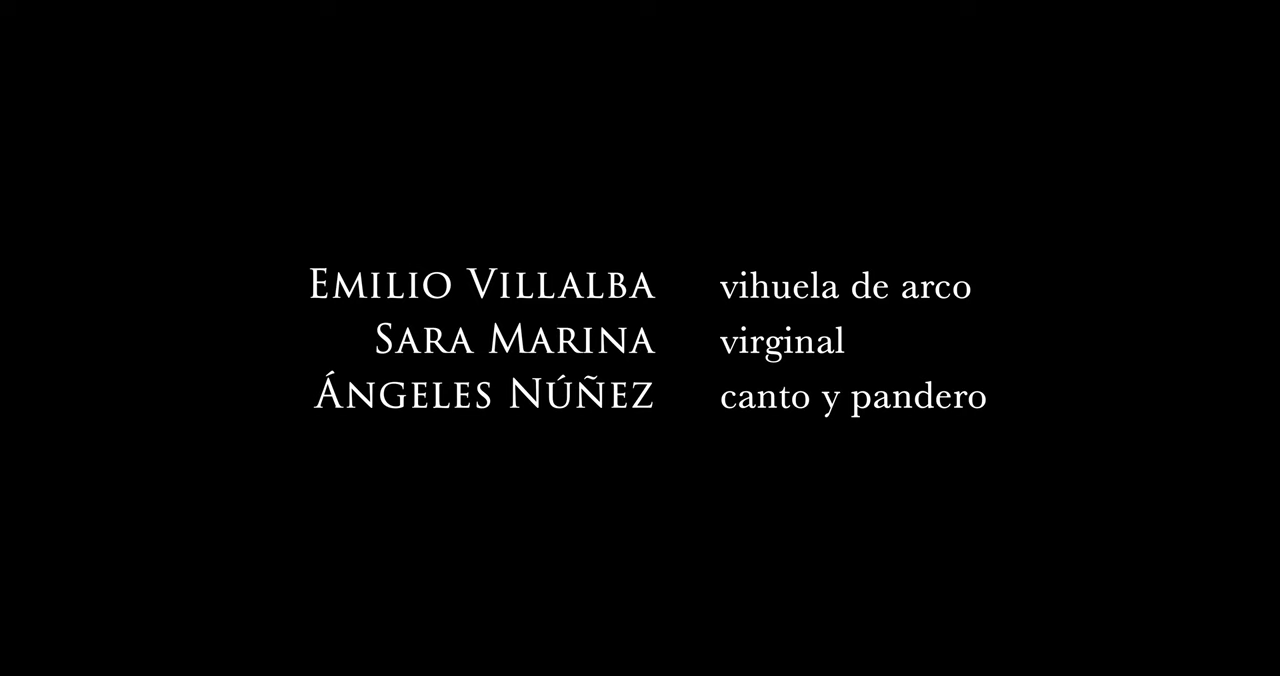 EMILIO VILLALBA vihuela de arco
SARA MARINA virginal
ÁNGELES NÚÑEZ canto y pandero